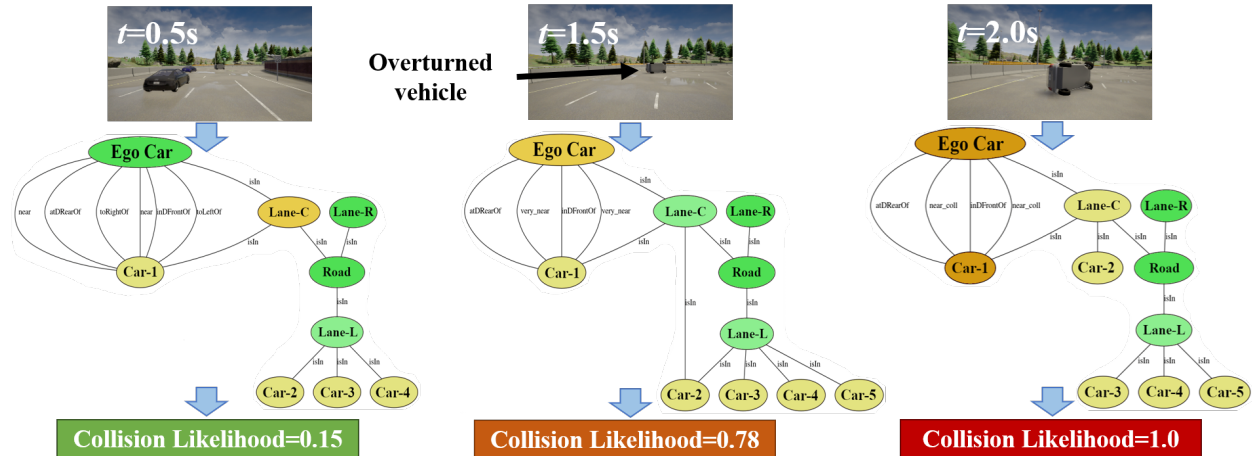 t=0.5s
Overturned
vehicle
t=1.5s
t=2.0s
Ego Car
near
atDRearOf
toRightOf
near
inDFrontOf
toLeftOf
isIn
Lane-C
Lane-R
isIn
isIn
isIn
Car-1
Road
isIn
Lane-L
isIn
isIn
isIn
Car-2
Car-3
Car-4
Collision Likelihood=0.15
Ego Car
atDRearOf
very_near
inDFrontOf
very_near
isIn
Lane-C
Lane-R
isIn
isIn
isIn
Car-1
Road
isIn
isIn
Lane-L
isIn
isIn
isIn
isIn
Car-2
Car-3
Car-4
Car-5
Collision Likelihood=0.78
Ego Car
atDRearOf
near_coll
inDFrontOf
near_coll
isIn
Lane-C
Lane-R
isIn
isIn
isIn
isIn
Car-1
Car-2
Road
isIn
Lane-L
isIn
isIn
isIn
Car-3
Car-4
Car-5
Collision Likelihood=1.0